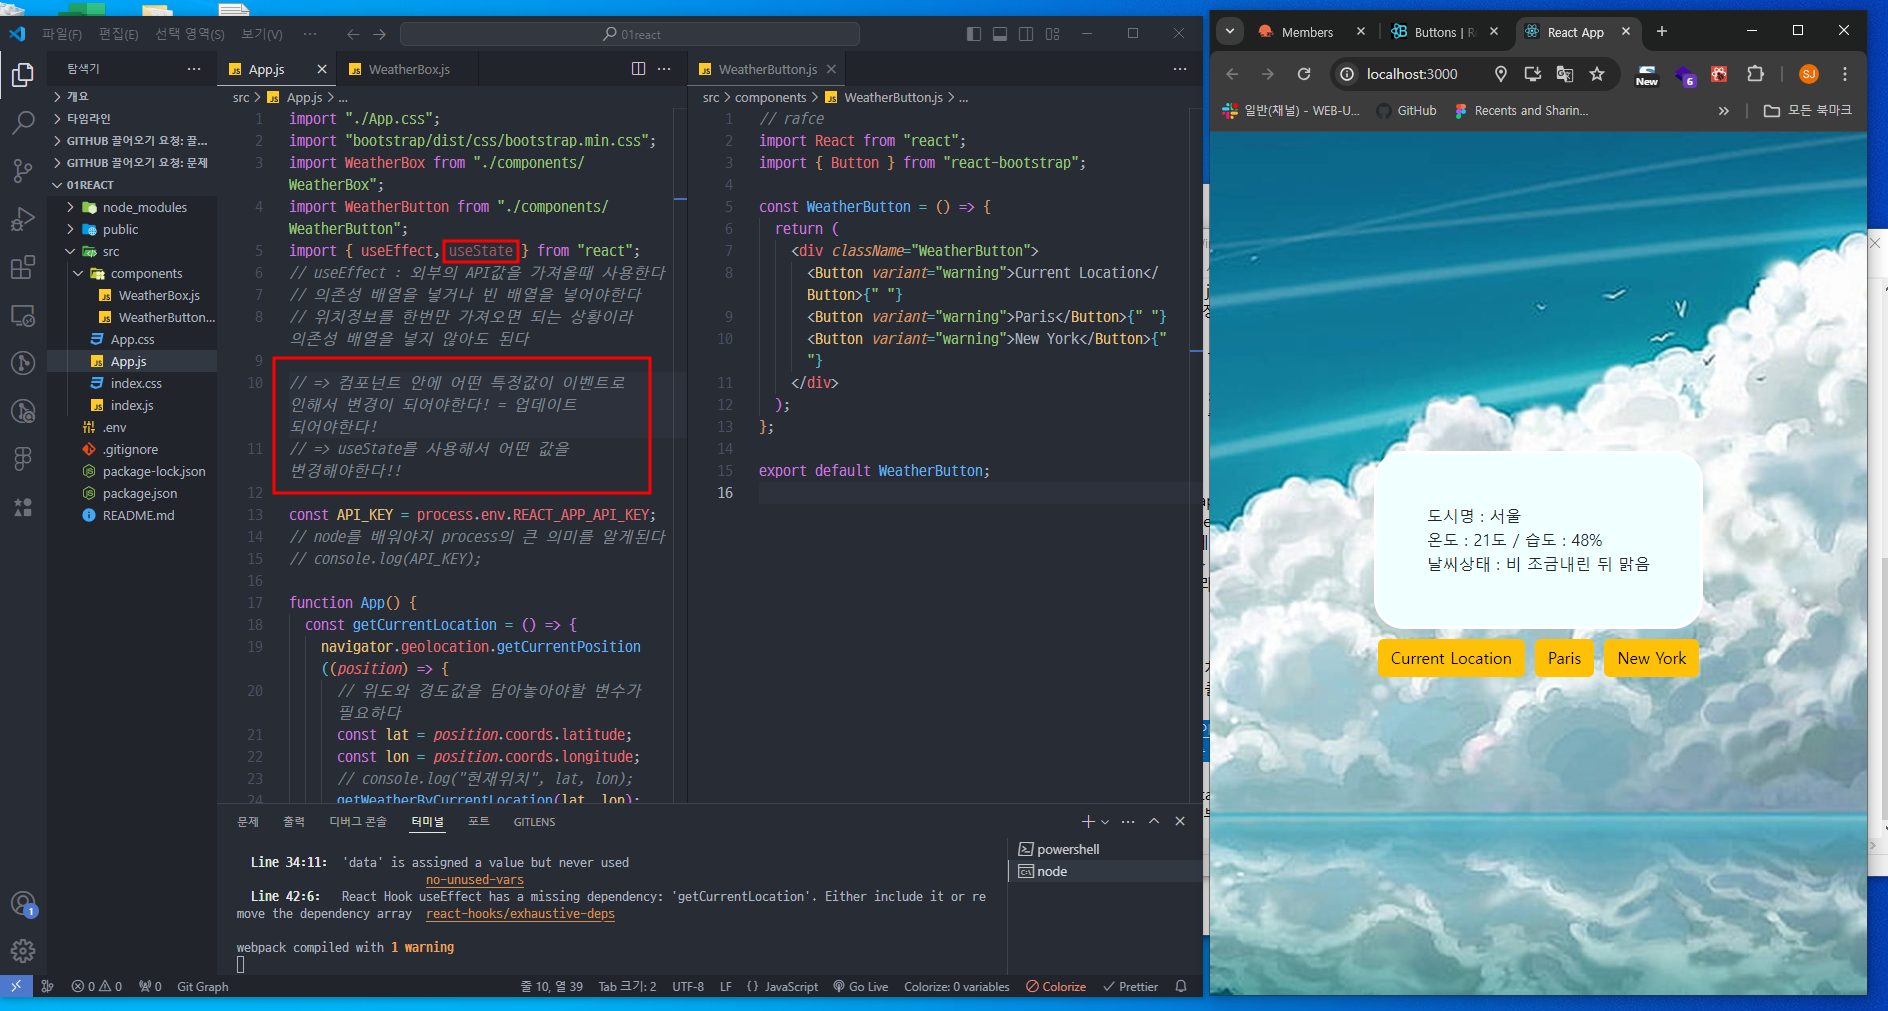 파일(F) 편집(E) 선택 영역(S) 보기(V) ··· 01react
탐색기 ···
개요
타임라인
GITHUB 끌어오기 요청: 끌...
GITHUB 끌어오기 요청: 문제
01REACT
node_modules
public
src
components
WeatherBox.js
WeatherButton...
App.css
App.js
index.css
index.js
.env
.gitignore
package-lock.json
package.json
README.md
App.js WeatherBox.js
src > App.js > ...
1 import "./App.css";
2 import "bootstrap/dist/css/bootstrap.min.css";
3 import WeatherBox from "./components/
WeatherBox";
4 import WeatherButton from "./components/
WeatherButton";
5 import { useEffect, useState } from "react";
6 // useEffect : 외부의 API값을 가져올때 사용한다
7 // 의존성 배열을 넣거나 빈 배열을 넣어야한다
8 // 위치정보를 한번만 가져오면 되는 상황이라
의존성 배열을 넣지 않아도 된다
9
10 // => 컴포넌트 안에 어떤 특정값이 이벤트로
인해서 변경이 되어야한다! = 업데이트
되어야한다!
11 // => useState를 사용해서 어떤 값을
변경해야한다!!
12
13 const API_KEY = process.env.REACT_APP_API_KEY;
14 // node를 배워야지 process의 큰 의미를 알게된다
15 // console.log(API_KEY);
16
17 function App() {
18 const getCurrentLocation = () => {
19 navigator.geolocation.getCurrentPosition
((position) => {
20 // 위도와 경도값을 담아놓아야할 변수가
필요하다
21 const lat = position.coords.latitude;
22 const lon = position.coords.longitude;
23 // console.log("현재위치", lat, lon);
24 getWeatherByCurrentLocation(lat, lon);
WeatherButton.js
src > components > WeatherButton.js > ...
1 // rafce
2 import React from "react";
3 import { Button } from "react-bootstrap";
4
5 const WeatherButton = () => {
6 return (
7 <div className="WeatherButton">
8 <Button variant="warning">Current Location</
Button>{" "}
9 <Button variant="warning">Paris</Button>{" "}
10 <Button variant="warning">New York</Button>{"
"}
11 </div>
12 );
13 };
14
15 export default WeatherButton;
16
문제 출력 디버그 콘솔 터미널 포트 GITLENS
Line 34:11: 'data' is assigned a value but never used
no-unused-vars
Line 42:6: React Hook useEffect has a missing dependency: 'getCurrentLocation'. Either include it or re
move the dependency array react-hooks/exhaustive-deps
webpack compiled with 1 warning
powershell
node
1
0 0 0 Git Graph 줄 10, 열 39 Tab 크기: 2 UTF-8 LF {} JavaScript Go Live Colorize: 0 variables Colorize Prettier
Members Buttons | R React App
localhost:3000 New 6 SJ
일반(채널) - WEB-U... GitHub Recents and Sharin... » 모든 북마크
도시명 : 서울
온도 : 21도 / 습도 : 48%
날씨상태 : 비 조금내린 뒤 맑음
Current Location Paris New York